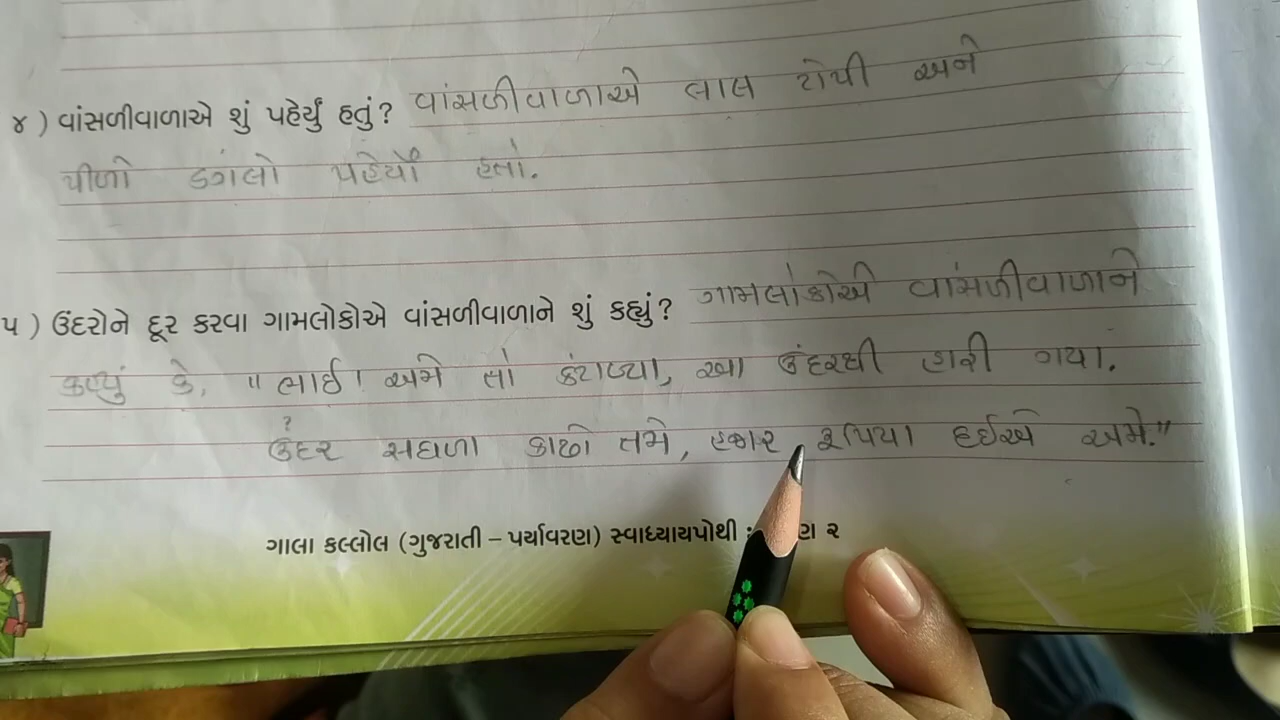 ૪ ) વાંસળીવાળાએ શું પહેર્યું હતું? વાંસળીવાળાએ લાલ ટોપી અને
પીળો ડગલો પહેર્યો હતો.
૫ ) ઉંદરોને દૂર કરવા ગામલોકોએ વાંસળીવાળાને શું કહ્યું? ગામલોકોએ વાંસળીવાળાને
કહ્યું કે, "ભાઈ! અમે તો કંટાળ્યા, આ ઉંદરથી હારી ગયા.
ઉંદર સઘળા કાઢો તમે, હજાર રૂપિયા દઈએ અમે."
ગાલા કલ્લોલ (ગુજરાતી – પર્યાવરણ) સ્વાધ્યાયપોથી : ણ ૨